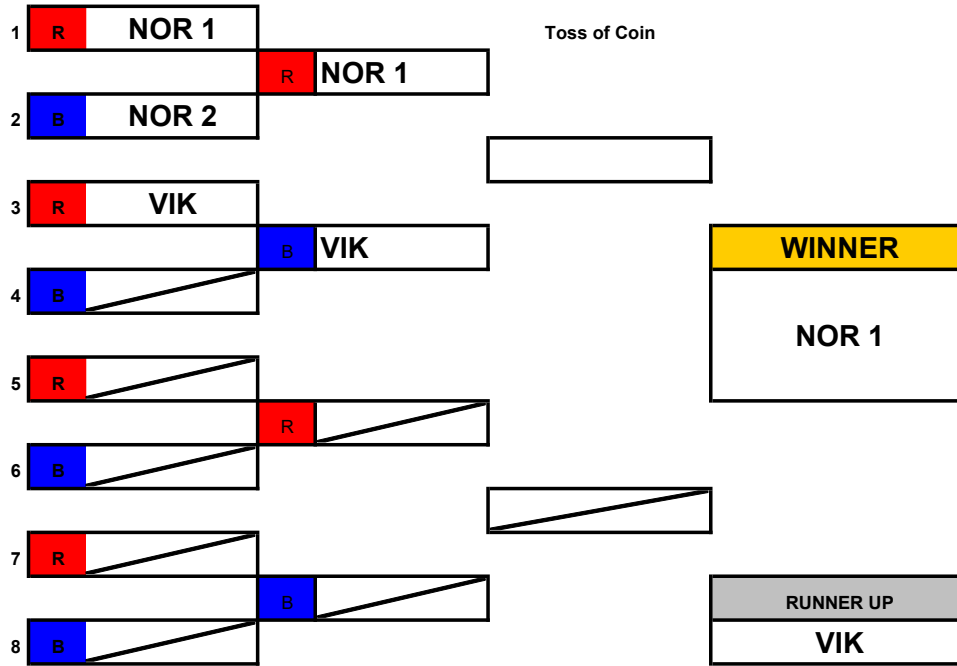 1 R NOR 1 Toss of Coin
R NOR 1
2 B NOR 2
3 R VIK
B VIK WINNER
4 B
NOR 1
5 R
R
6 B
7 R
B RUNNER UP
8 B VIK